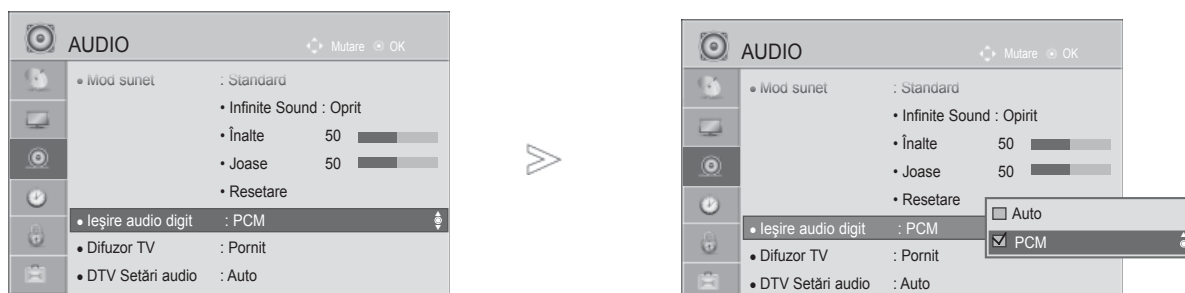 AUDIO Mutare OK
• Mod sunet : Standard
• Infinite Sound : Oprit
• Înalte 50
• Joase 50
• Resetare
• Ieşire audio digit : PCM
• Difuzor TV : Pornit
• DTV Setări audio : Auto
AUDIO Mutare OK
• Mod sunet : Standard
• Infinite Sound : Opirit
• Înalte 50
• Joase 50
• Resetare
• Ieşire audio digit : PCM
Auto
PCM
• Difuzor TV : Pornit
• DTV Setări audio : Auto